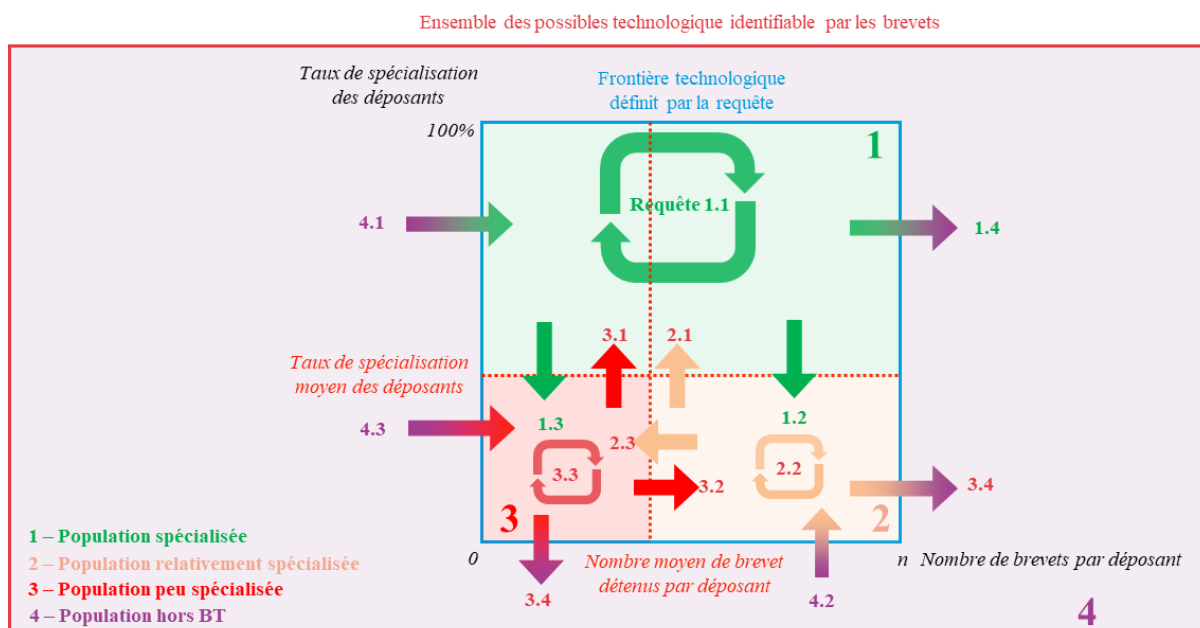 Ensemble des possibles technologique identifiable par les brevets
Taux de spécialisation
des déposants
Frontière technologique
définit par la requête
100%
1
Requête 1.1
4.1
1.4
3.1
2.1
Taux de spécialisation
moyen des déposants
1.3
1.2
4.3
2.3
3.3
2.2
3.2
3.4
3
2
1 – Population spécialisée
2 – Population relativement spécialisée
3 – Population peu spécialisée
4 – Population hors BT
0
Nombre moyen de brevet
détenus par déposant
n
Nombre de brevets par déposant
3.4
4.2
4